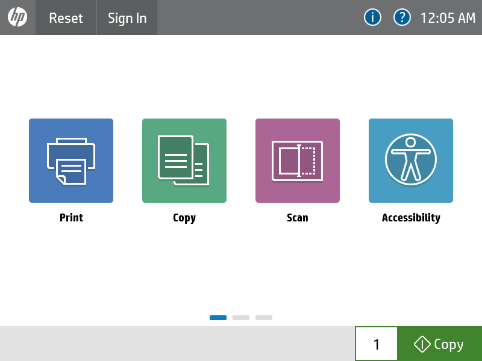 hp Reset Sign In i ? 12:05 AM
Print Copy Scan Accessibility
1 Copy